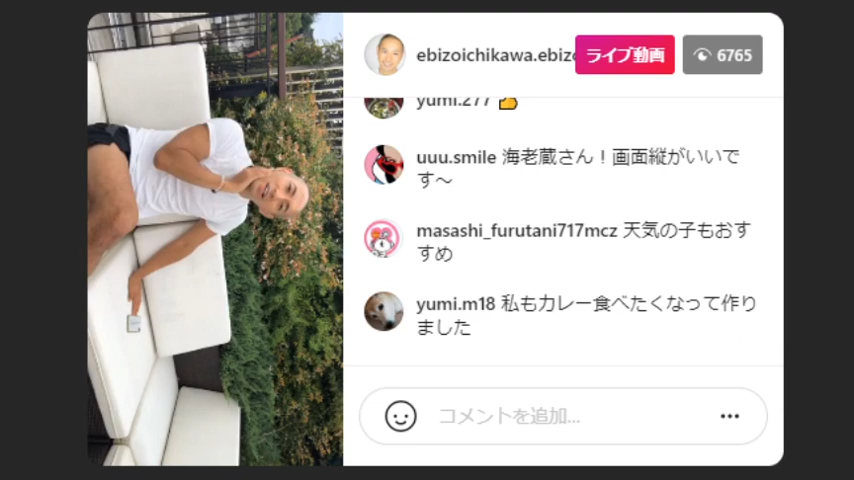 ebizoichikawa.ebizo
ライブ動画
6765
yumi.277 👍
uuu.smile 海老蔵さん！画面縦がいいで
す〜
masashi_furutani717mcz 天気の子もおす
すめ
yumi.m18 私もカレー食べたくなって作り
ました
コメントを追加...